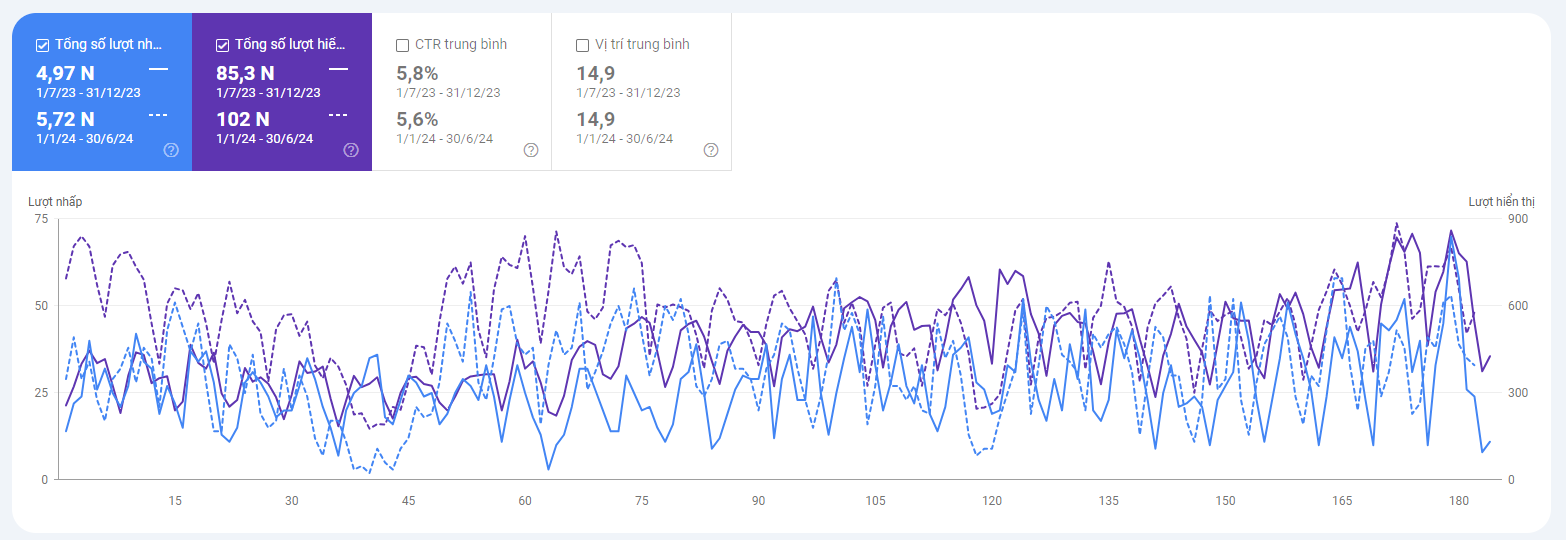 Tổng số lượt nh...
4,97 N
1/7/23 - 31/12/23
5,72 N
1/1/24 - 30/6/24
Tổng số lượt hiể...
85,3 N
1/7/23 - 31/12/23
102 N
1/1/24 - 30/6/24
CTR trung bình
5,8%
1/7/23 - 31/12/23
5,6%
1/1/24 - 30/6/24
Vị trí trung bình
14,9
1/7/23 - 31/12/23
14,9
1/1/24 - 30/6/24
Lượt nhấp
Lượt hiển thị
75
50
25
0
900
600
300
0
15 30 45 60 75 90 105 120 135 150 165 180